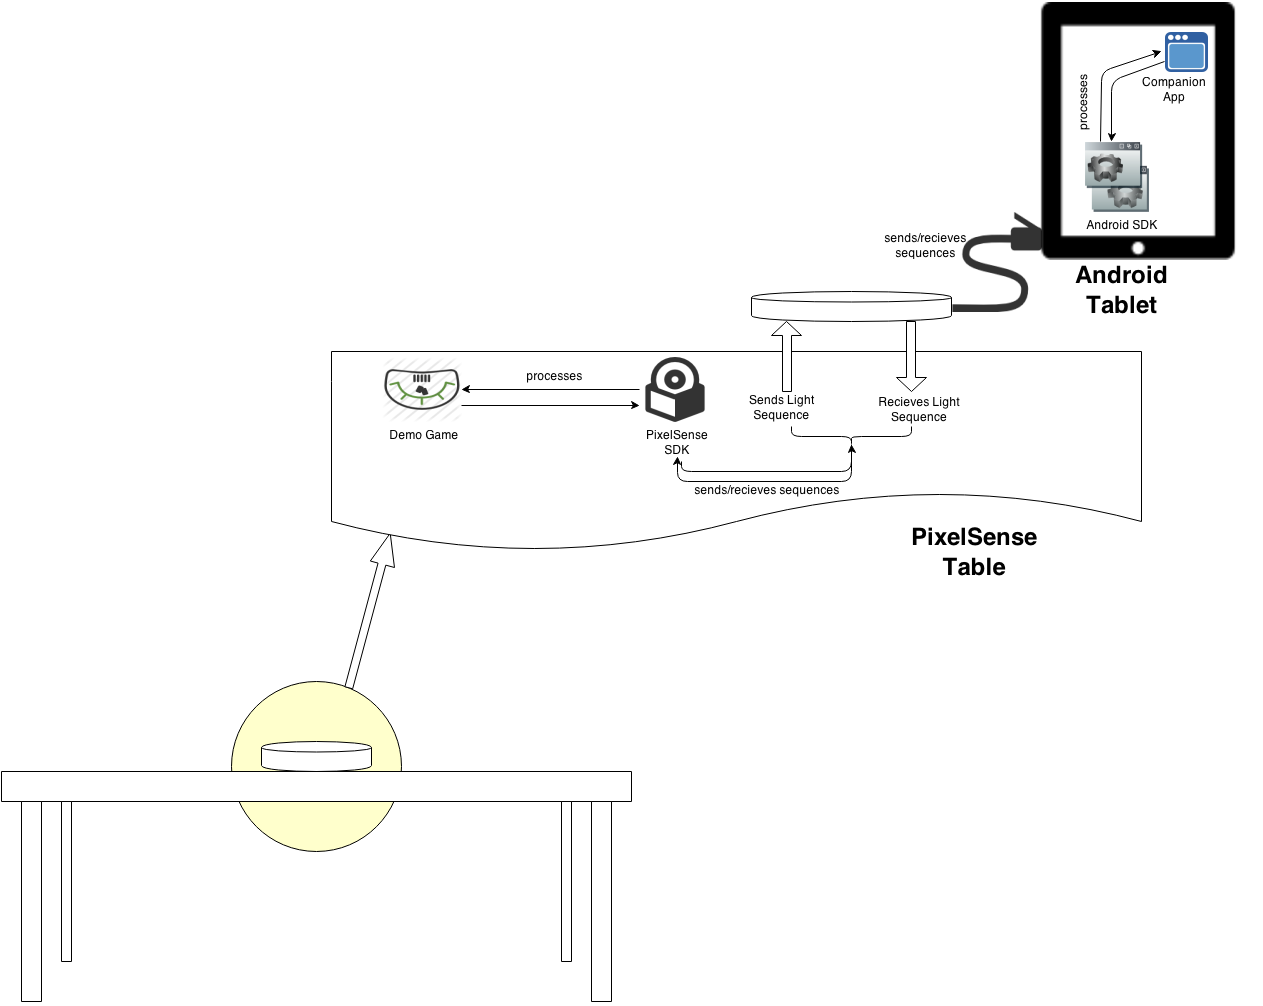 Companion
App
processes
Android SDK
sends/recieves
sequences
Android
Tablet
processes
Demo Game
PixelSense
SDK
Sends Light
Sequence
Recieves Light
Sequence
sends/recieves sequences
PixelSense
Table